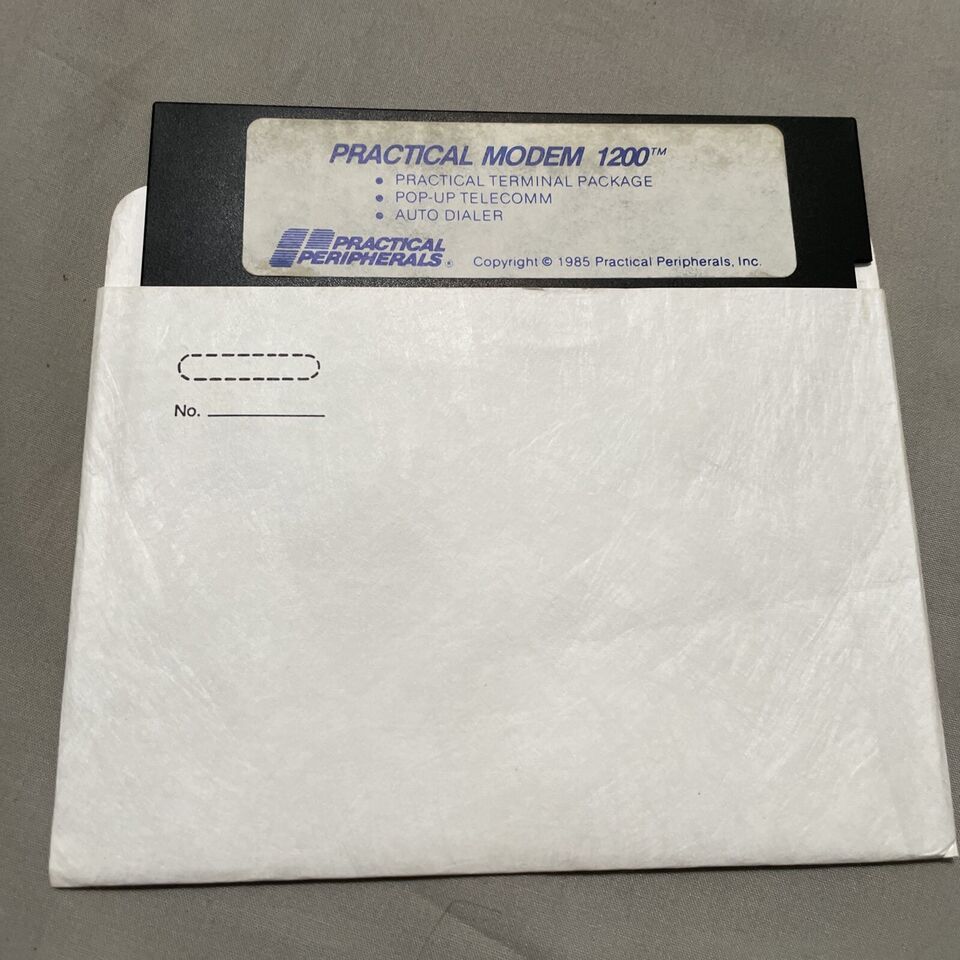 PRACTICAL MODEM 1200™
• PRACTICAL TERMINAL PACKAGE
• POP-UP TELECOMM
• AUTO DIALER
PRACTICAL
PERIPHERALS®
Copyright © 1985 Practical Peripherals, Inc.
No.